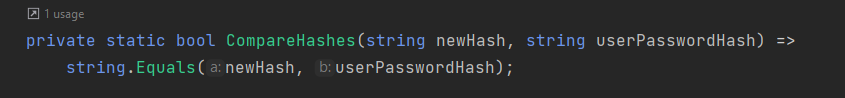 1 usage
private static bool CompareHashes(string newHash, string userPasswordHash) =>
string.Equals( a: newHash, b: userPasswordHash);